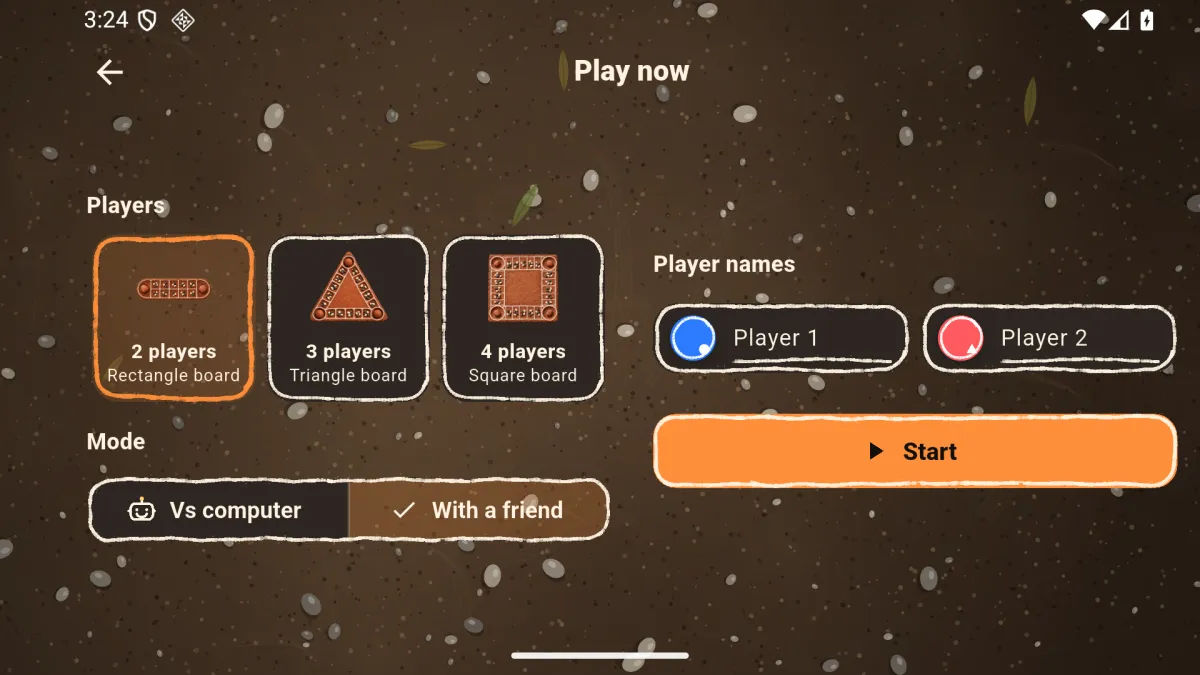 3:24
Play now
Players
2 players
Rectangle board
3 players
Triangle board
4 players
Square board
Mode
Vs computer
With a friend
Player names
Player 1
Player 2
Start